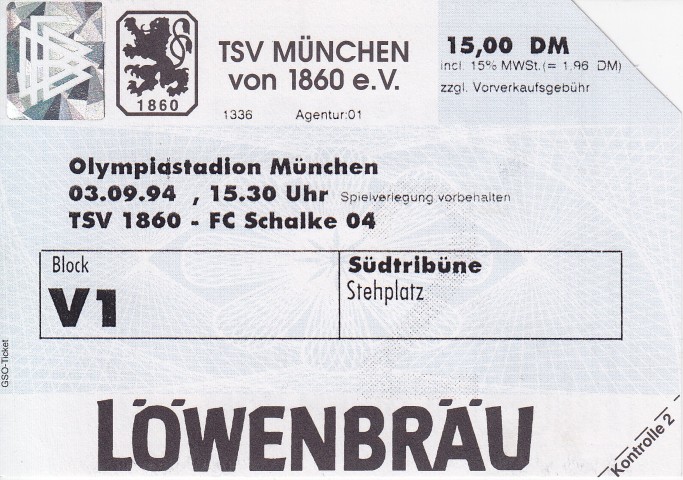 1860
TSV MÜNCHEN
von 1860 e.V.
1336 Agentur:01
15,00 DM
incl. 15% MWSt.(= 1.96 DM)
zzgl. Vorverkaufsgebühr
Olympiastadion München
03.09.94 , 15.30 Uhr Spielverlegung vorbehalten
TSV 1860 - FC Schalke 04
Block
V1
Südtribüne
Stehplatz
GSO-Ticket
LÖWENBRÄU
Kontrolle 2